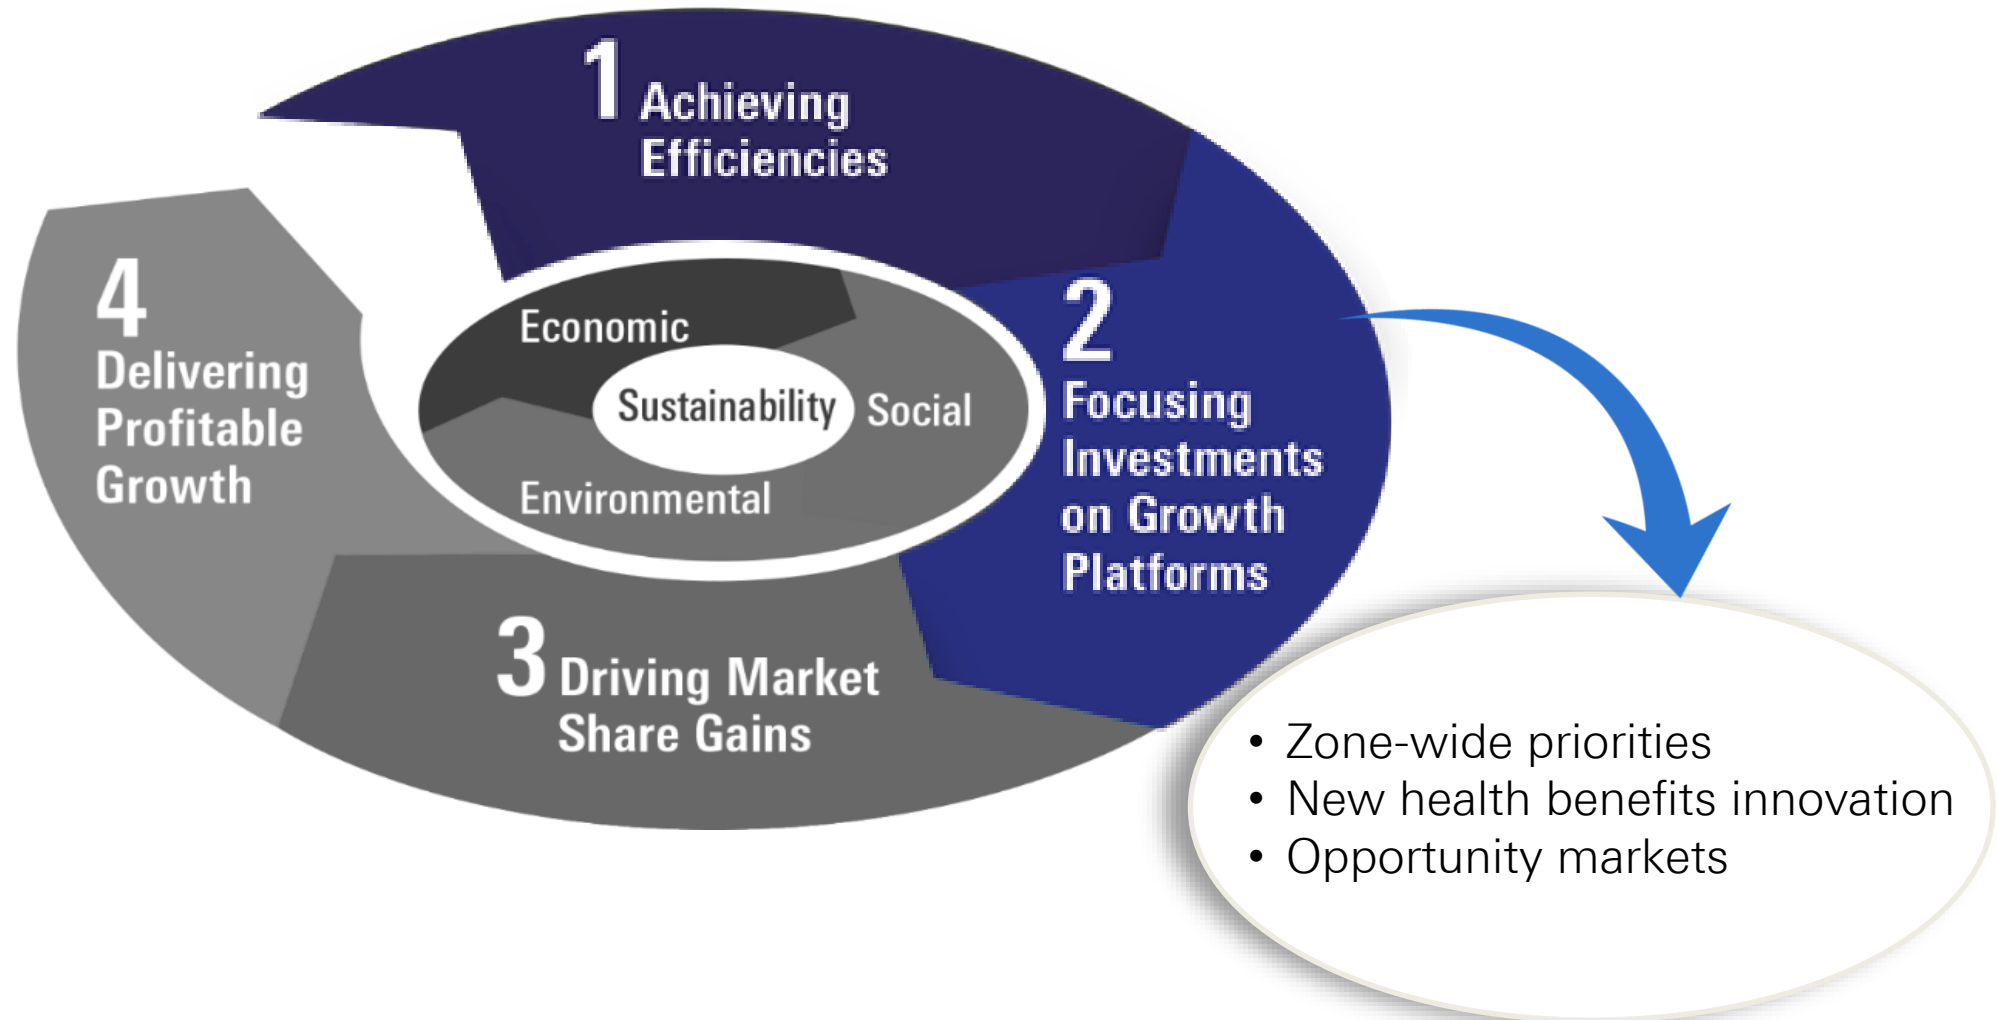 1 Achieving
Efficiencies
2
Focusing
Investments
on Growth
Platforms
3 Driving Market
Share Gains
4
Delivering
Profitable
Growth
Economic
Sustainability
Social
Environmental
• Zone-wide priorities
• New health benefits innovation
• Opportunity markets